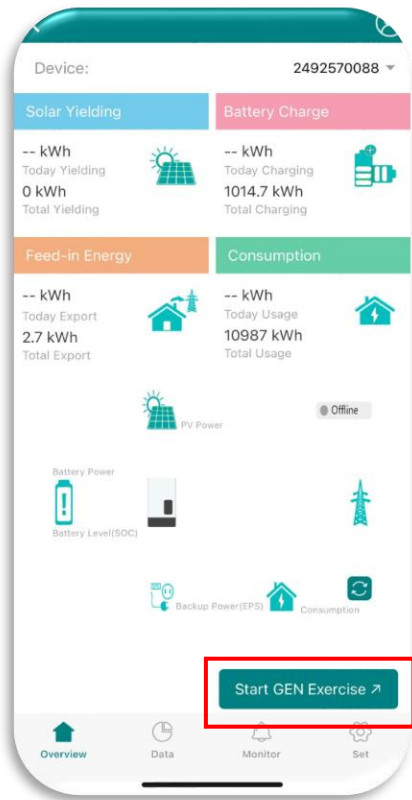 Device: 2492570088
Solar Yielding
Battery Charge
-- kWh
Today Yielding
0 kWh
Total Yielding
-- kWh
Today Charging
1014.7 kWh
Total Charging
Feed-in Energy
Consumption
-- kWh
Today Export
2.7 kWh
Total Export
-- kWh
Today Usage
10987 kWh
Total Usage
PV Power
Offline
Battery Power
Battery Level(SOC)
Backup Power(EPS)
Consumption
Start GEN Exercise ↗
Overview
Data
Monitor
Set